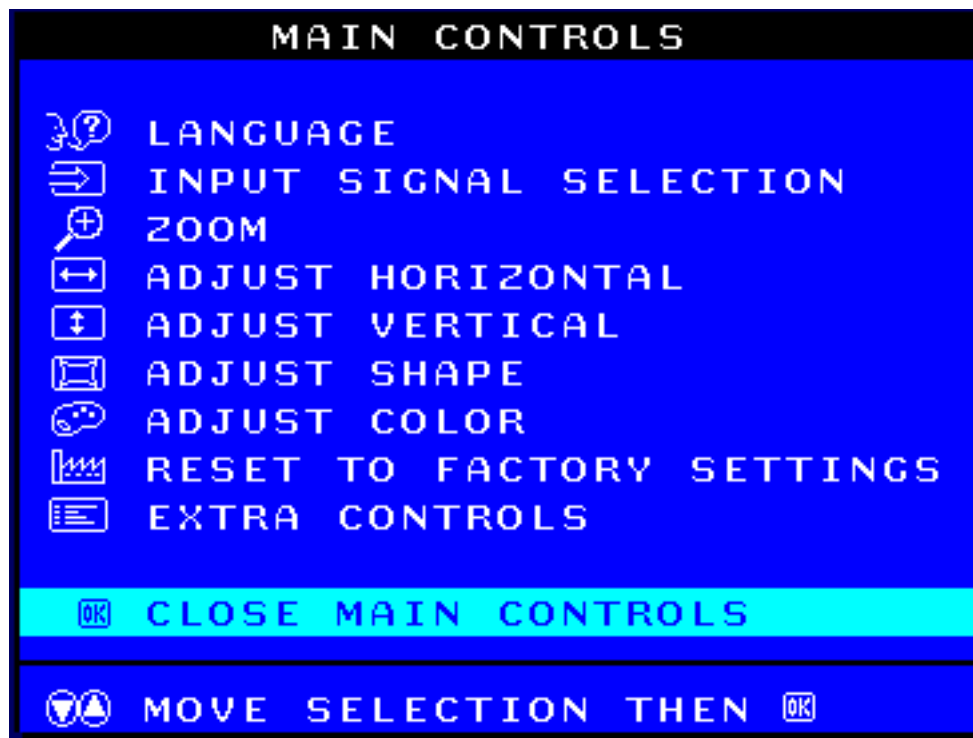 MAIN CONTROLS
LANGUAGE
INPUT SIGNAL SELECTION
ZOOM
ADJUST HORIZONTAL
ADJUST VERTICAL
ADJUST SHAPE
ADJUST COLOR
RESET TO FACTORY SETTINGS
EXTRA CONTROLS
OK CLOSE MAIN CONTROLS
MOVE SELECTION THEN OK